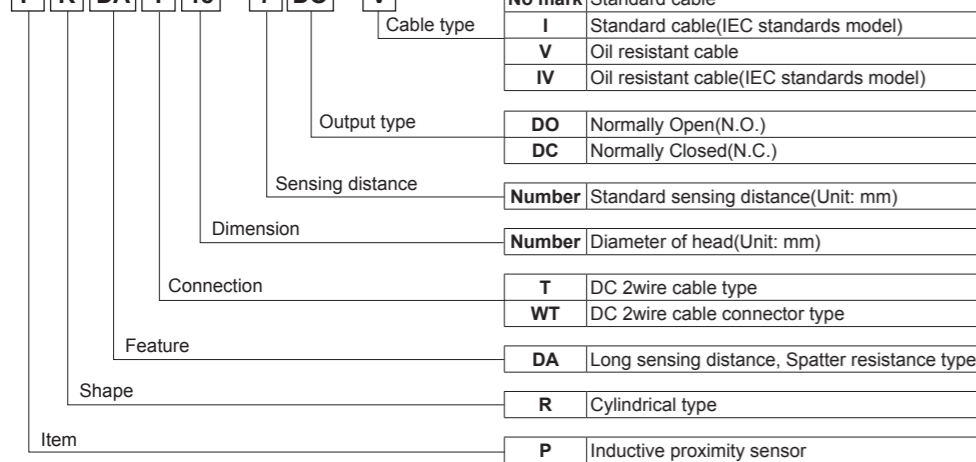 No mark Standard cable
Cable type I Standard cable(IEC standards model)
V Oil resistant cable
IV Oil resistant cable(IEC standards model)
Output type DO Normally Open(N.O.)
DC Normally Closed(N.C.)
Sensing distance Number Standard sensing distance(Unit: mm)
Dimension Number Diameter of head(Unit: mm)
Connection T DC 2wire cable type
WT DC 2wire cable connector type
Feature DA Long sensing distance, Spatter resistance type
Shape R Cylindrical type
Item P Inductive proximity sensor